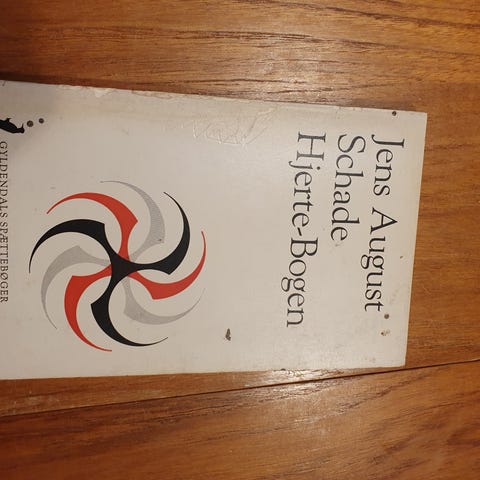 Jens August
Schade
Hjerte-Bogen
GYLDENDALS SPÆTTEBØGER